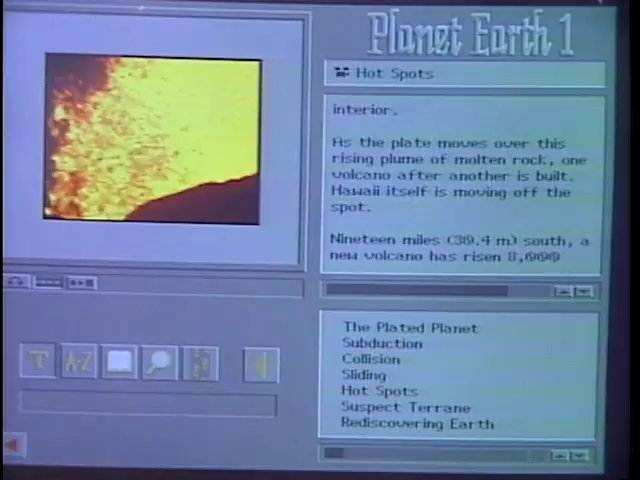 Planet Earth 1
Hot Spots
interior.
As the plate moves over this
rising plume of molten rock, one
volcano after another is built.
Hawaii itself is moving off the
spot.
Nineteen miles (30.4 m) south, a
new volcano has risen 8,000
The Plated Planet
Subduction
Collision
Sliding
Hot Spots
Suspect Terrane
Rediscovering Earth
T
A-Z